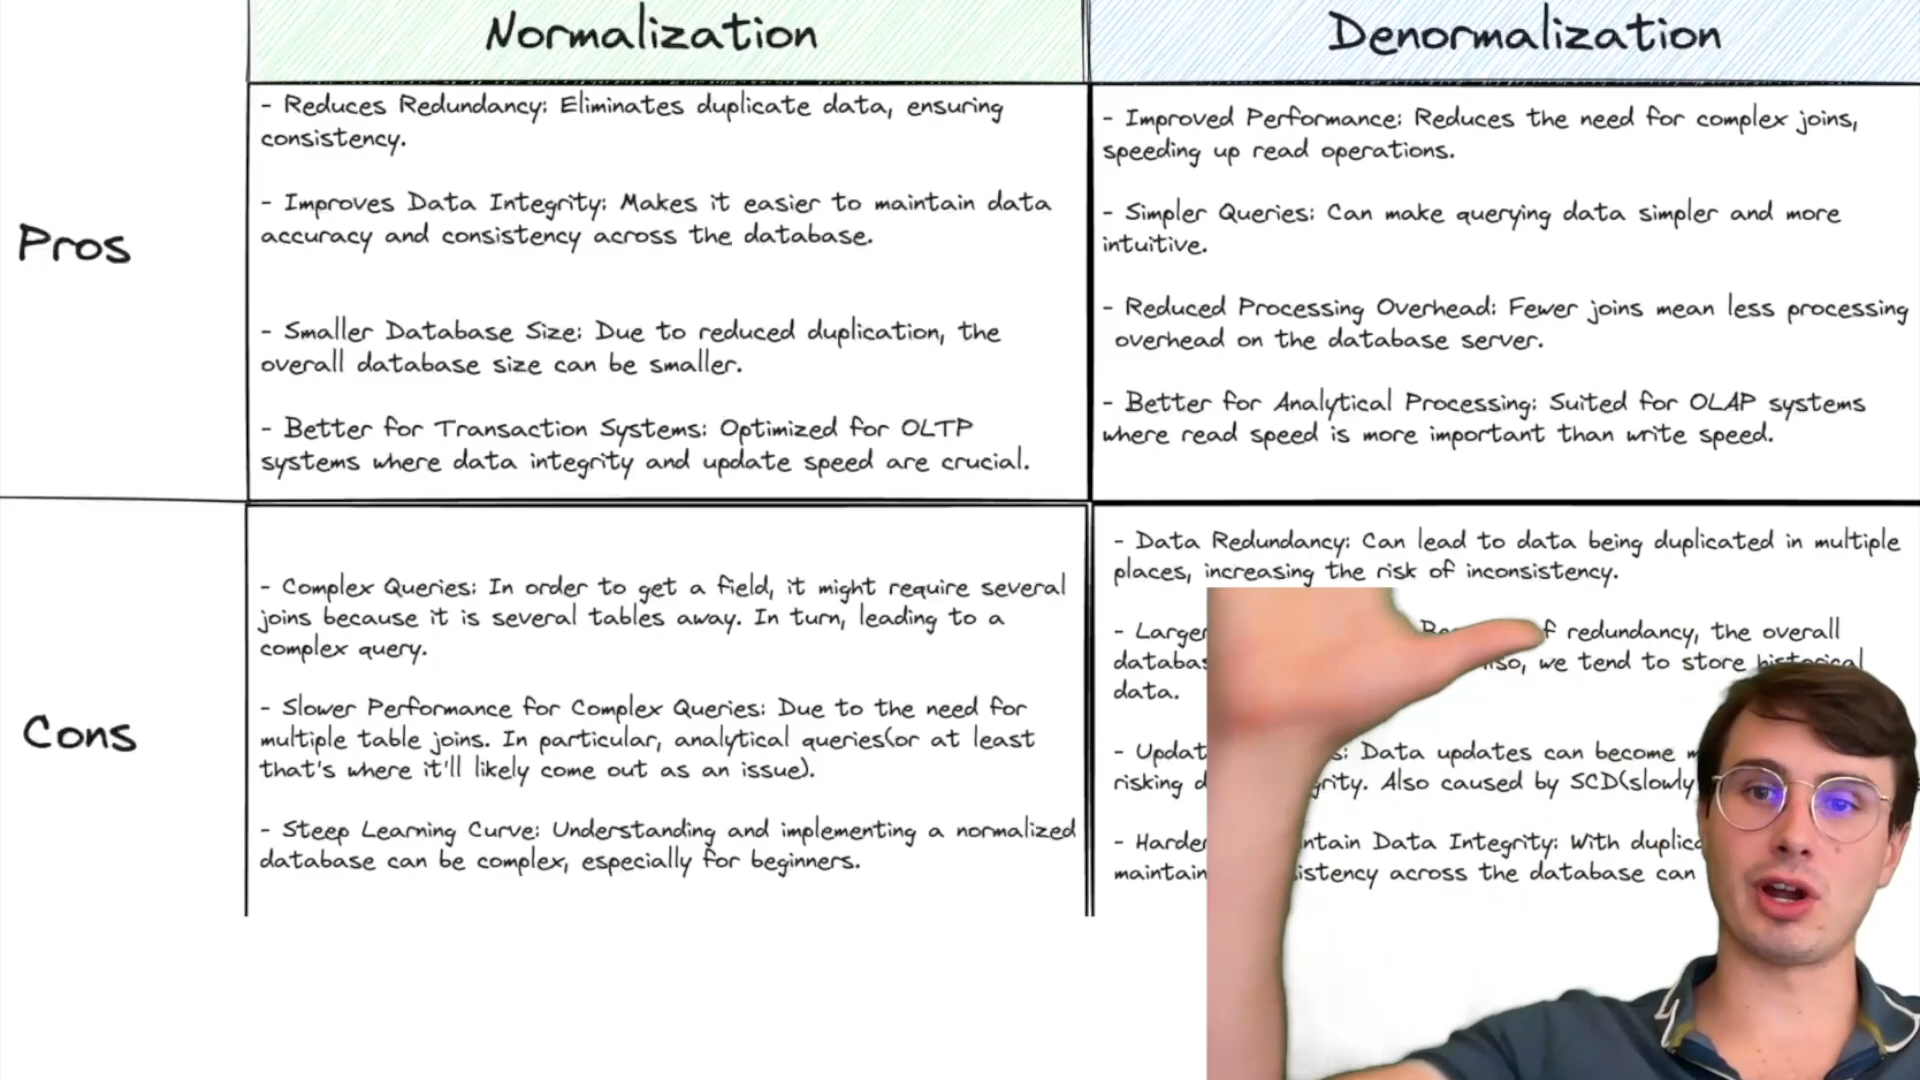 Normalization
Denormalization
Pros
- Reduces Redundancy: Eliminates duplicate data, ensuring
consistency.
- Improves Data Integrity: Makes it easier to maintain data
accuracy and consistency across the database.
- Smaller Database Size: Due to reduced duplication, the
overall database size can be smaller.
- Better for Transaction Systems: Optimized for OLTP
systems where data integrity and update speed are crucial.
- Improved Performance: Reduces the need for complex joins,
speeding up read operations.
- Simpler Queries: Can make querying data simpler and more
intuitive.
- Reduced Processing Overhead: Fewer joins mean less processing
overhead on the database server.
- Better for Analytical Processing: Suited for OLAP systems
where read speed is more important than write speed.
Cons
- Complex Queries: In order to get a field, it might require several
joins because it is several tables away. In turn, leading to a
complex query.
- Slower Performance for Complex Queries: Due to the need for
multiple table joins. In particular, analytical queries(or at least
that's where it'll likely come out as an issue).
- Steep Learning Curve: Understanding and implementing a normalized
database can be complex, especially for beginners.
- Data Redundancy: Can lead to data being duplicated in multiple
places, increasing the risk of inconsistency.
- Larger redundancy, the overall
we tend to store historical
data.
- Data updates can become
risking Also caused by SCD(slowly
- Harder Data Integrity: With
across the database can